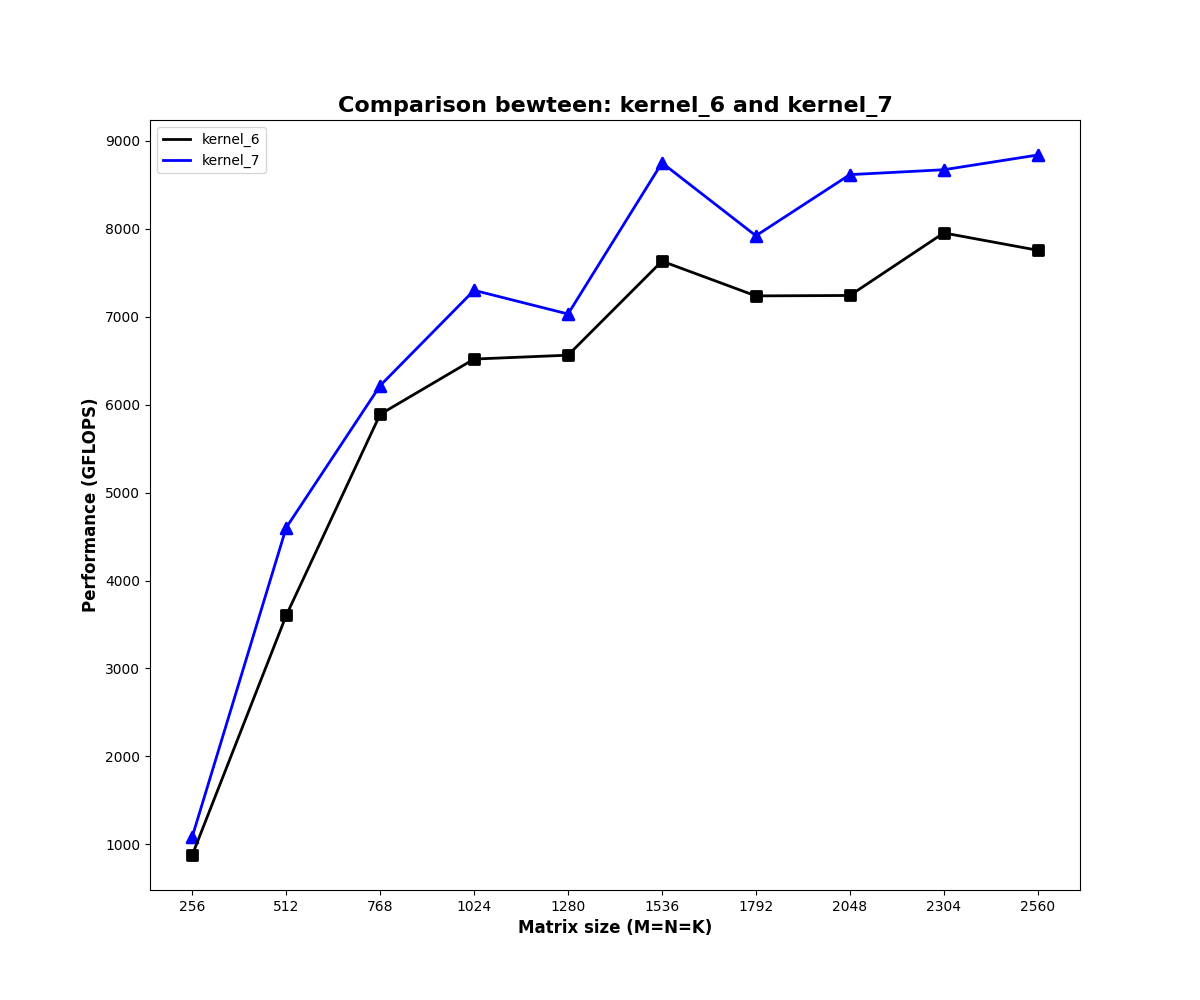 Comparison bewteen: kernel_6 and kernel_7
kernel_6
kernel_7
9000
8000
7000
6000
5000
4000
3000
2000
1000
Performance (GFLOPS)
256 512 768 1024 1280 1536 1792 2048 2304 2560
Matrix size (M=N=K)